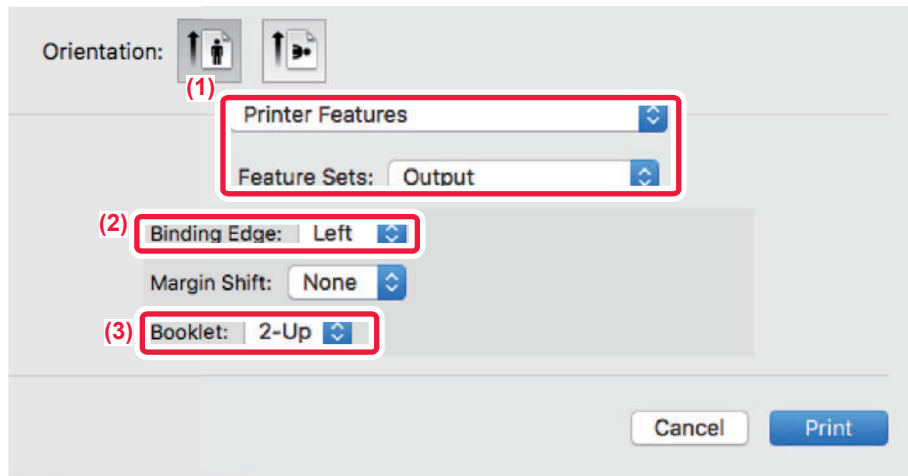 Orientation:
(1)
Printer Features
Feature Sets: Output
(2) Binding Edge: Left
Margin Shift: None
(3) Booklet: 2-Up
Cancel Print